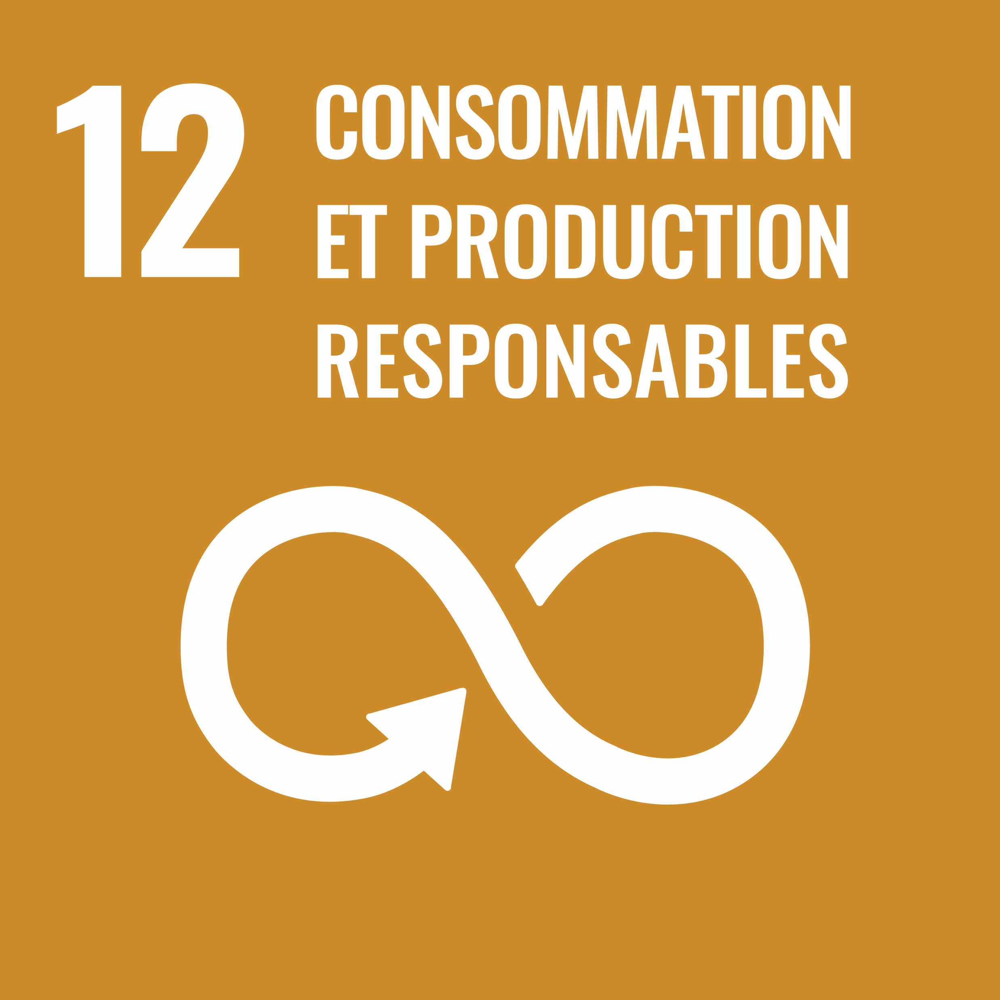 12
CONSOMMATION
ET PRODUCTION
RESPONSABLES